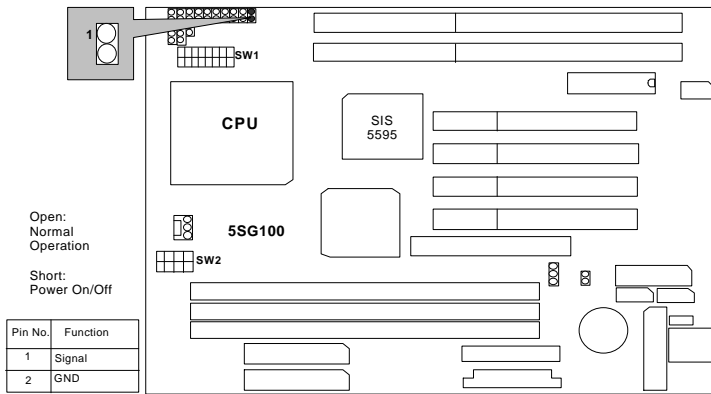 1
SW1
CPU
SIS
5595
Open:
Normal
Operation
Short:
Power On/Off
5SG100
SW2
Pin No. Function
1 Signal
2 GND